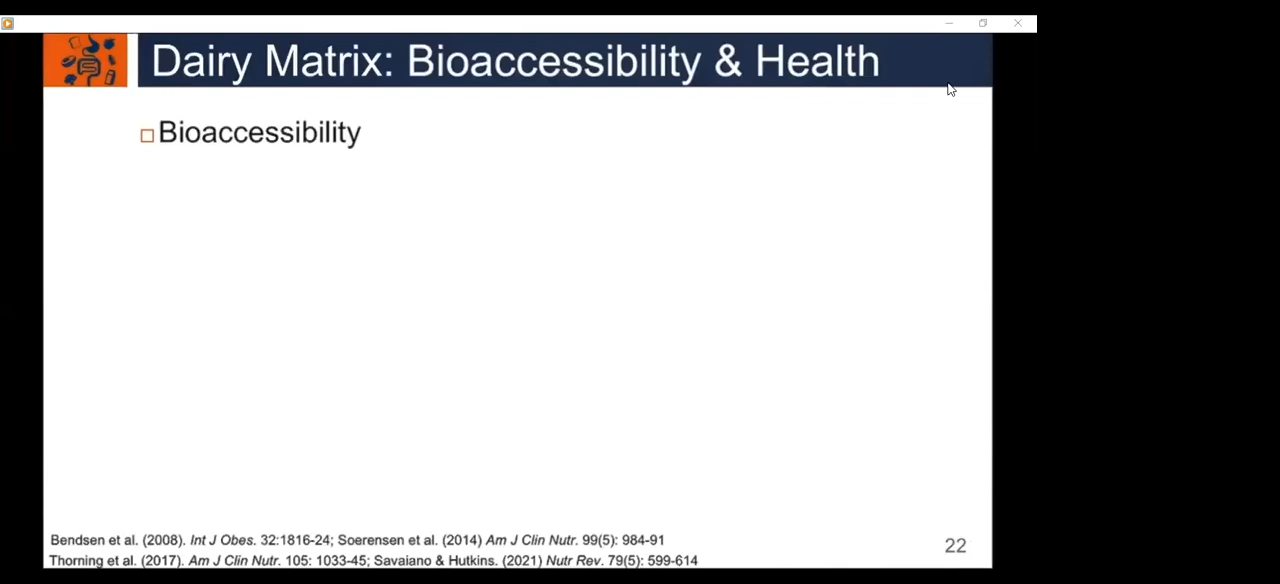 Dairy Matrix: Bioaccessibility & Health
Bioaccessibility
Bendsen et al. (2008). Int J Obes. 32:1816-24; Soerensen et al. (2014) Am J Clin Nutr. 99(5): 984-91
Thorning et al. (2017). Am J Clin Nutr. 105: 1033-45; Savaiano & Hutkins. (2021) Nutr Rev. 79(5): 599-614
22